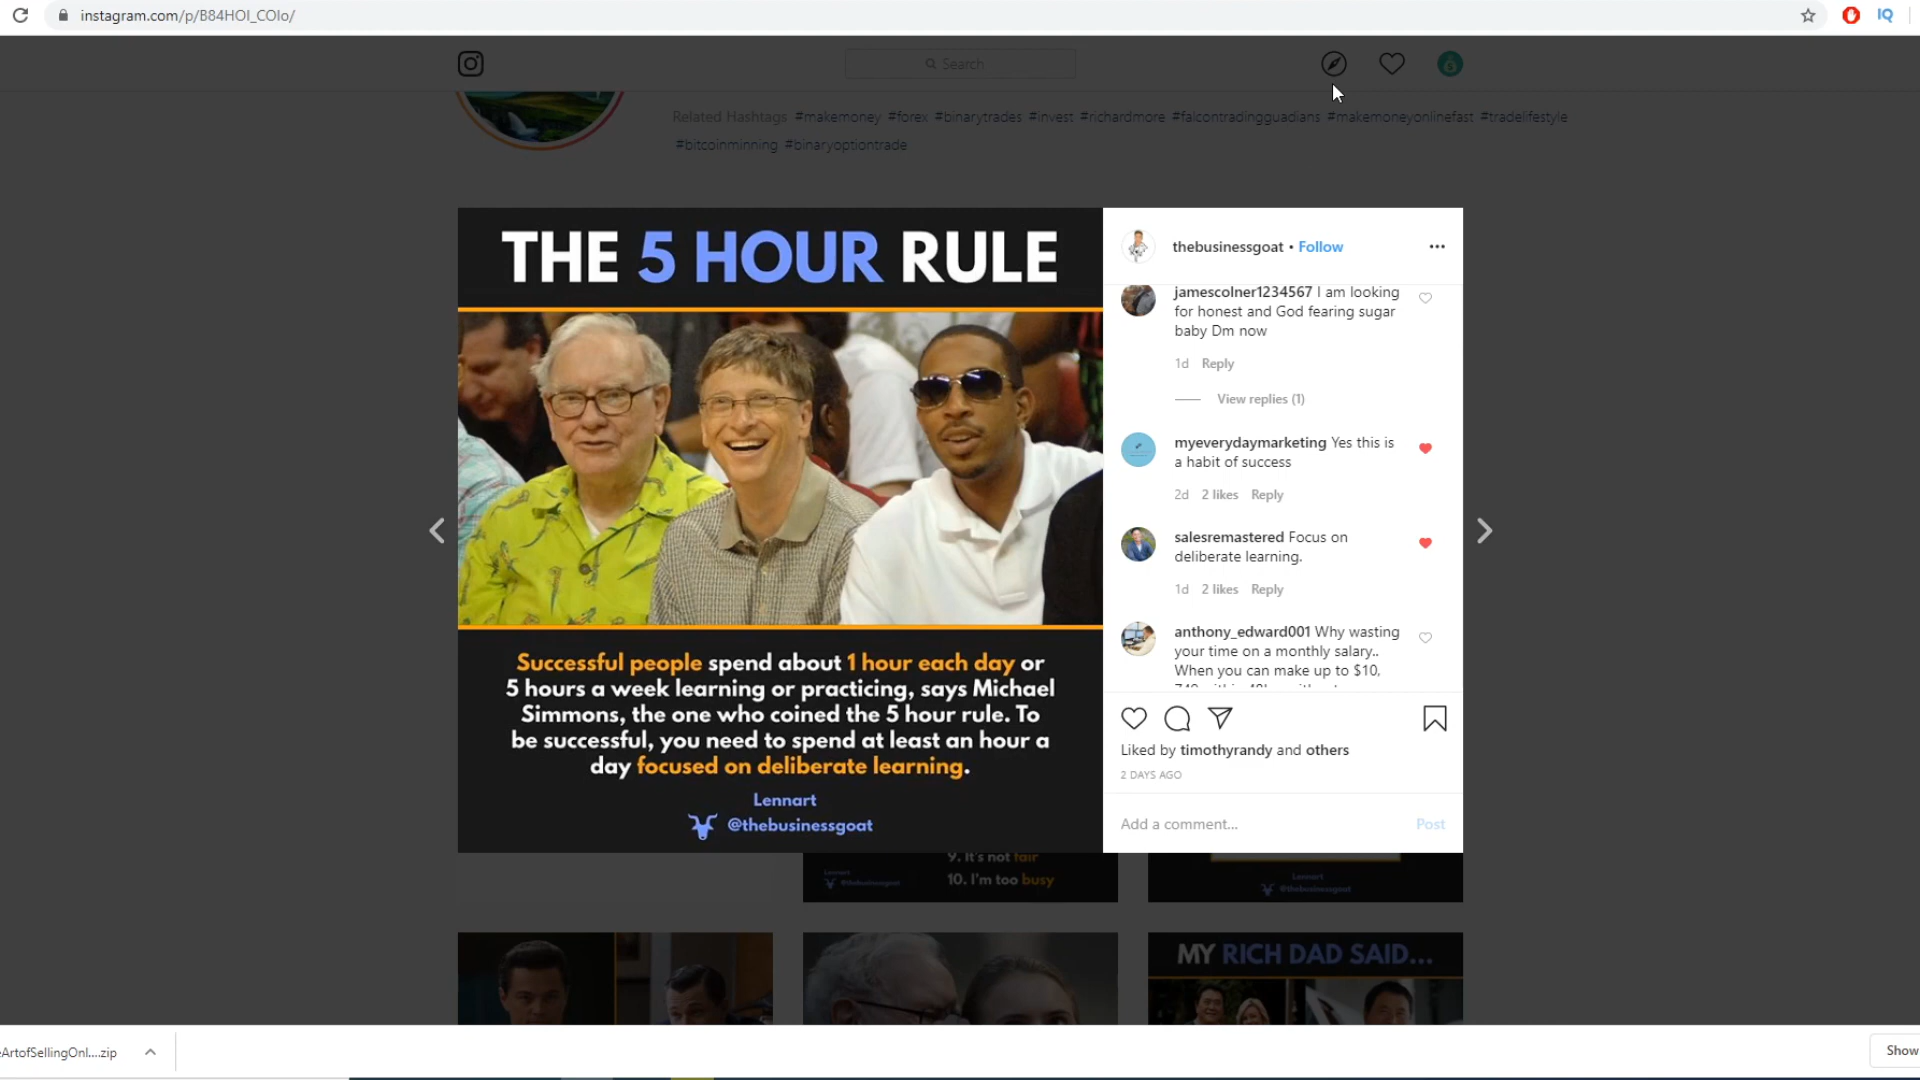 instagram.com/p/B84HOI_COIo/
IQ
Search
Related Hashtags #makemoney #forex #binarytrades #invest #richardmore #falcontradingguadians #makemoneyonlinefast #tradelifestyle
#bitcoinminning #binaryoptiontrade
THE 5 HOUR RULE
Successful people spend about 1 hour each day or
5 hours a week learning or practicing, says Michael
Simmons, the one who coined the 5 hour rule. To
be successful, you need to spend at least an hour a
day focused on deliberate learning.
Lennart
@thebusinessgoat
thebusinessgoat • Follow
jamescolner1234567 I am looking
for honest and God fearing sugar
baby Dm now
1d Reply
View replies (1)
myeverydaymarketing Yes this is
a habit of success
2d 2 likes Reply
salesremastered Focus on
deliberate learning.
1d 2 likes Reply
anthony_edward001 Why wasting
your time on a monthly salary..
When you can make up to $10,
Liked by timothyrandy and others
2 DAYS AGO
Add a comment... Post
9. It's not fair
10. I'm too busy
Lennart
@thebusinessgoat
Lennart
@thebusinessgoat
MY RICH DAD SAID...
ArtofSellingOnl....zip
Show